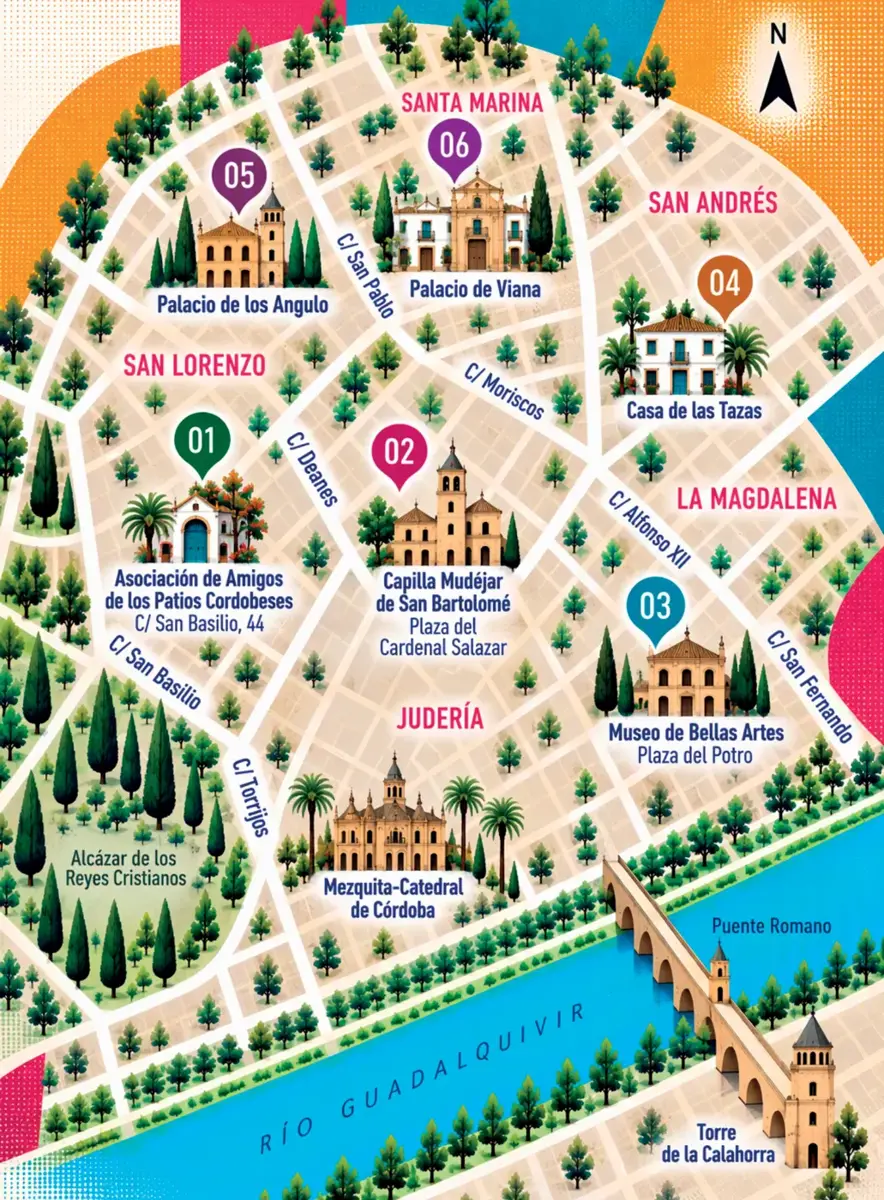 N
SANTA MARINA
06
05
SAN ANDRÉS
C/ San Pablo
Palacio de Viana
04
Palacio de los Angulo
SAN LORENZO
C/ Moriscos
Casa de las Tazas
01
02
C/ Deanes
LA MAGDALENA
C/ Alfonso XII
Asociación de Amigos
de los Patios Cordobeses
C/ San Basilio, 44
Capilla Mudéjar
de San Bartolomé
Plaza del
Cardenal Salazar
03
C/ San Basilio
C/ San Fernando
JUDERÍA
Museo de Bellas Artes
Plaza del Potro
C/ Torrijos
Alcázar de los
Reyes Cristianos
Mezquita-Catedral
de Córdoba
Puente Romano
RÍO GUADALQUIVIR
Torre
de la Calahorra